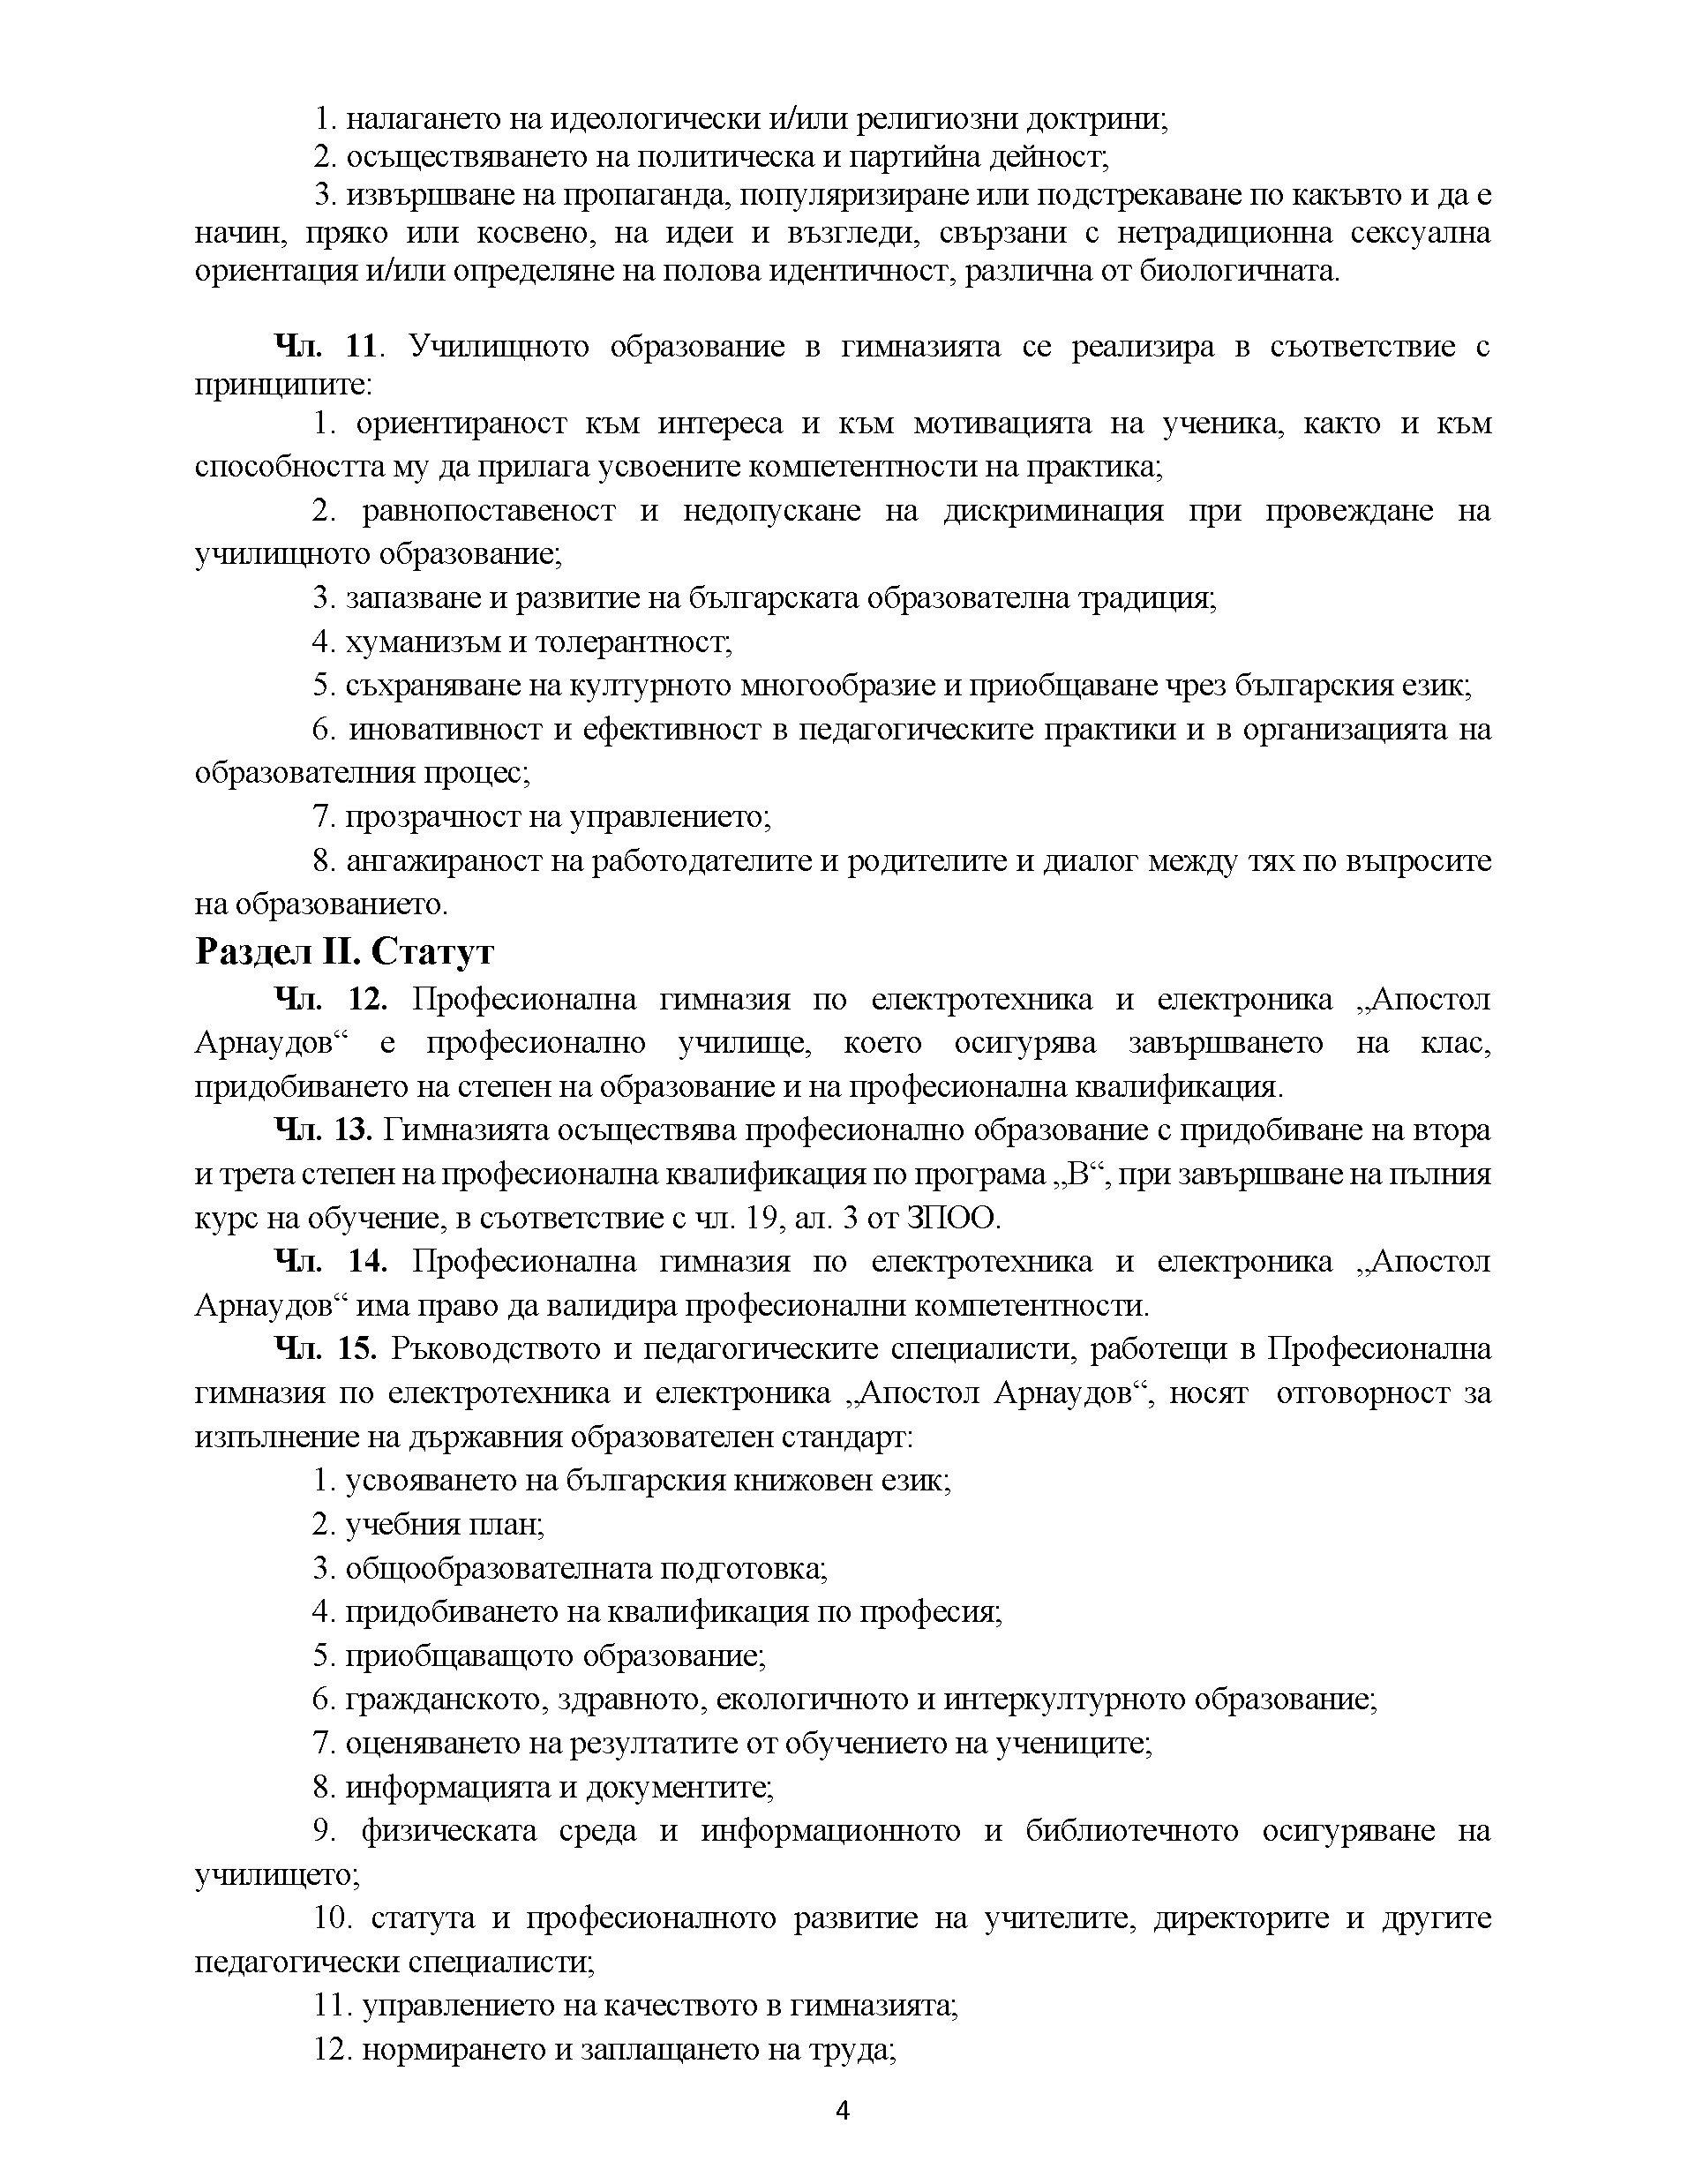 1. налагането на идеологически и/или религиозни доктрини;
2. осъществяването на политическа и партийна дейност;
3. извършване на пропаганда, популяризиране или подстрекаване по какъвто и да е
начин, пряко или косвено, на идеи и възгледи, свързани с нетрадиционна сексуална
ориентация и/или определяне на полова идентичност, различна от биологичната.
Чл. 11. Училищното образование в гимназията се реализира в съответствие с
принципите:
1. ориентираност към интереса и към мотивацията на ученика, както и към
способността му да прилага усвоените компетентности на практика;
2. равнопоставеност и недопускане на дискриминация при провеждане на
училищното образование;
3. запазване и развитие на българската образователна традиция;
4. хуманизъм и толерантност;
5. съхраняване на културното многообразие и приобщаване чрез българския език;
6. иновативност и ефективност в педагогическите практики и в организацията на
образователния процес;
7. прозрачност на управлението;
8. ангажираност на работодателите и родителите и диалог между тях по въпросите
на образованието.
Раздел II. Статут
Чл. 12. Професионална гимназия по електротехника и електроника „Апостол
Арнаудов“ е професионално училище, което осигурява завършването на клас,
придобиването на степен на образование и на професионална квалификация.
Чл. 13. Гимназията осъществява професионално образование с придобиване на втора
и трета степен на професионална квалификация по програма „В“, при завършване на пълния
курс на обучение, в съответствие с чл. 19, ал. 3 от ЗПОО.
Чл. 14. Професионална гимназия по електротехника и електроника „Апостол
Арнаудов“ има право да валидира професионални компетентности.
Чл. 15. Ръководството и педагогическите специалисти, работещи в Професионална
гимназия по електротехника и електроника „Апостол Арнаудов“, носят отговорност за
изпълнение на държавния образователен стандарт:
1. усвояването на българския книжовен език;
2. учебния план;
3. общообразователната подготовка;
4. придобиването на квалификация по професия;
5. приобщаващото образование;
6. гражданското, здравното, екологичното и интеркултурното образование;
7. оценяването на резултатите от обучението на учениците;
8. информацията и документите;
9. физическата среда и информационното и библиотечното осигуряване на
училището;
10. статута и професионалното развитие на учителите, директорите и другите
педагогически специалисти;
11. управлението на качеството в гимназията;
12. нормирането и заплащането на труда;
4